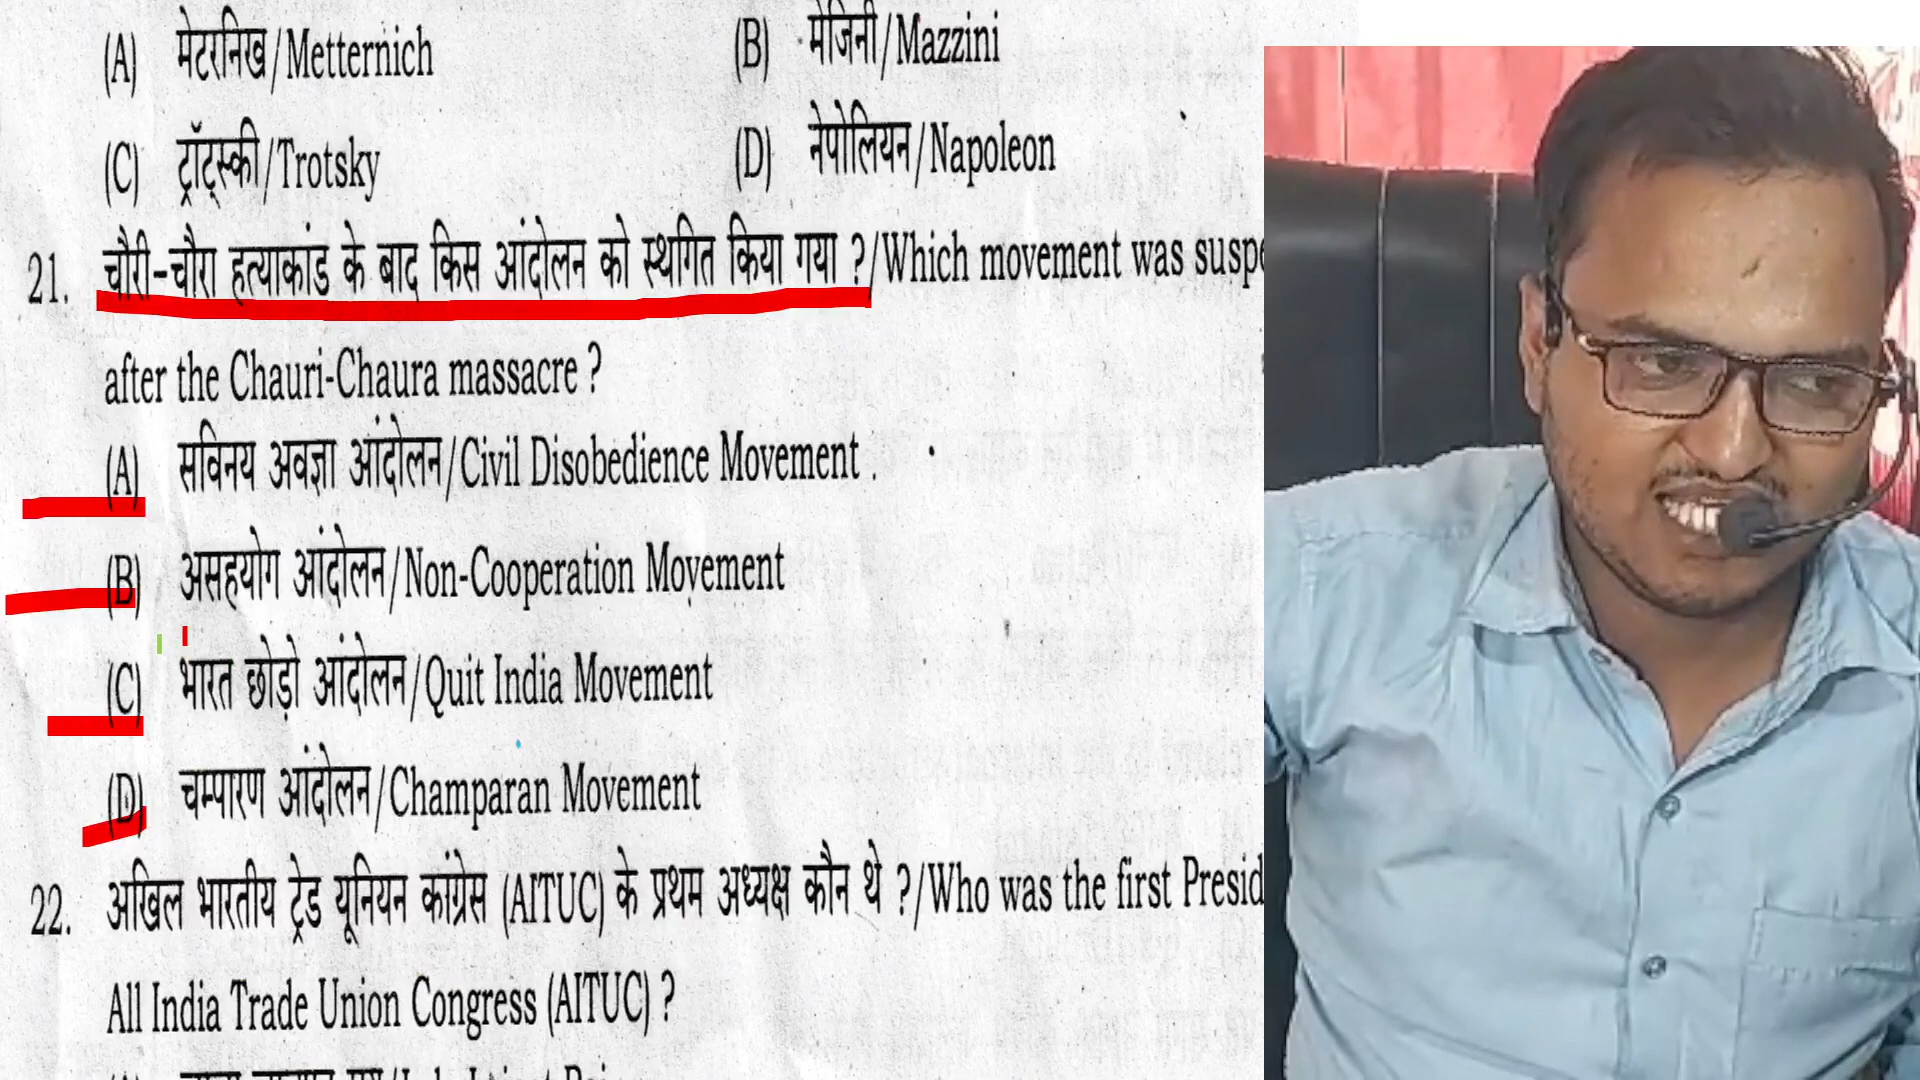 (A) मेटरनिख/Metternich (B) मेजिनी/Mazzini
(C) ट्रॉट्स्की/Trotsky (D) नेपोलियन/Napoleon
21. चौरी-चौरा हत्याकांड के बाद किस आंदोलन को स्थगित किया गया ?/Which movement was
after the Chauri-Chaura massacre ?
(A) सविनय अवज्ञा आंदोलन/Civil Disobedience Movement .
(B) असहयोग आंदोलन/Non-Cooperation Movement
(C) भारत छोड़ो आंदोलन/Quit India Movement
(D) चम्पारण आंदोलन/Champaran Movement
22. अखिल भारतीय ट्रेड यूनियन कांग्रेस (AITUC) के प्रथम अध्यक्ष कौन थे ?/Who was the first
All India Trade Union Congress (AITUC) ?